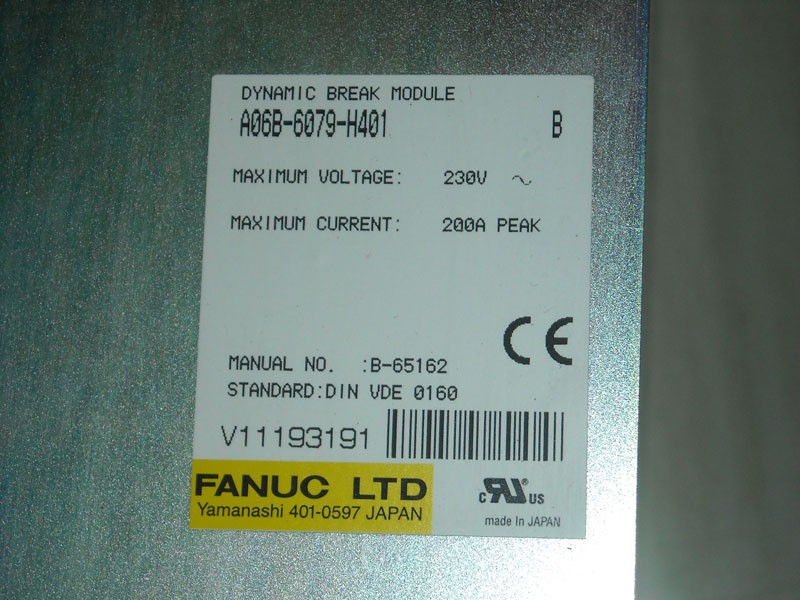 DYNAMIC BREAK MODULE
A06B-6079-H401 B
MAXIMUM VOLTAGE: 230V ~
MAXIMUM CURRENT: 200A PEAK
CE
MANUAL NO. :B-65162
STANDARD:DIN VDE 0160
V11193191
FANUC LTD
Yamanashi 401-0597 JAPAN
c RU® US
made In JAPAN